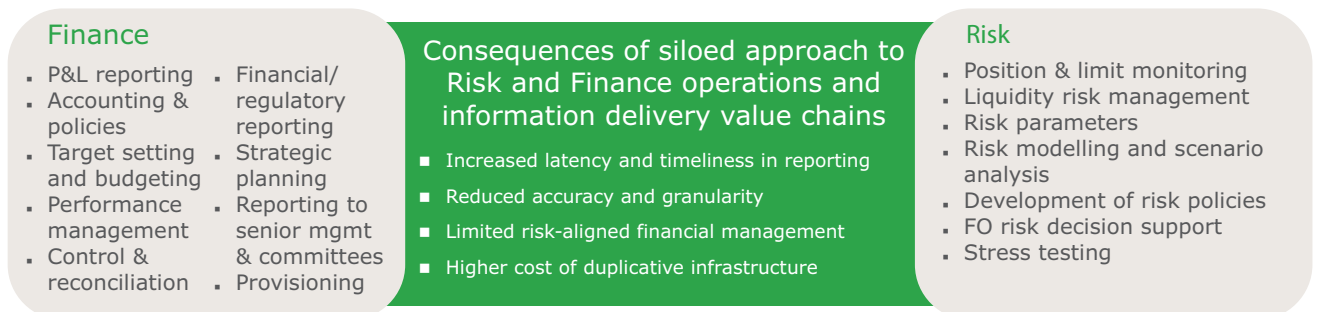 Finance
▪ P&L reporting
▪ Accounting &
policies
▪ Target setting
and budgeting
▪ Performance
management
▪ Control &
reconciliation
▪ Financial/
regulatory
reporting
▪ Strategic
planning
▪ Reporting to
senior mgmt
& committees
▪ Provisioning
Consequences of siloed approach to
Risk and Finance operations and
information delivery value chains
■ Increased latency and timeliness in reporting
■ Reduced accuracy and granularity
■ Limited risk-aligned financial management
■ Higher cost of duplicative infrastructure
Risk
▪ Position & limit monitoring
▪ Liquidity risk management
▪ Risk parameters
▪ Risk modelling and scenario
analysis
▪ Development of risk policies
▪ FO risk decision support
▪ Stress testing